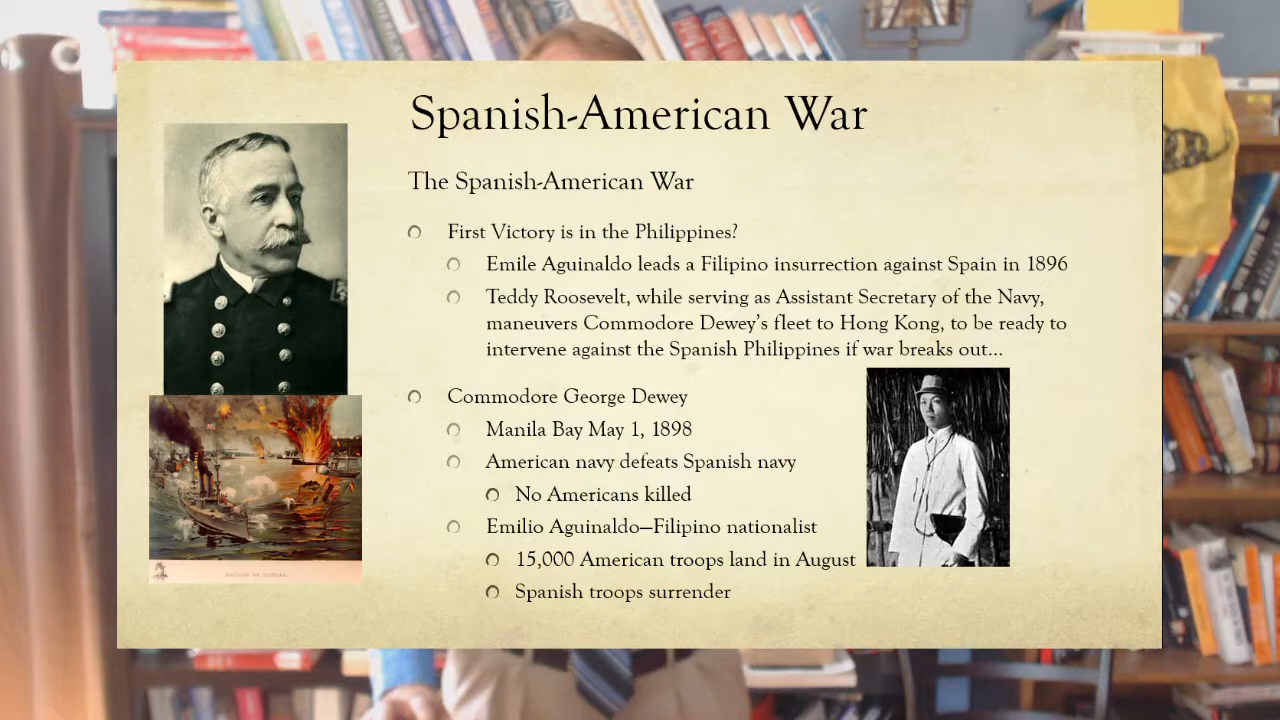 Spanish-American War
The Spanish-American War
First Victory is in the Philippines?
Emile Aguinaldo leads a Filipino insurrection against Spain in 1896
Teddy Roosevelt, while serving as Assistant Secretary of the Navy,
maneuvers Commodore Dewey's fleet to Hong Kong, to be ready to
intervene against the Spanish Philippines if war breaks out...
Commodore George Dewey
Manila Bay May 1, 1898
American navy defeats Spanish navy
No Americans killed
Emilio Aguinaldo—Filipino nationalist
15,000 American troops land in August
Spanish troops surrender